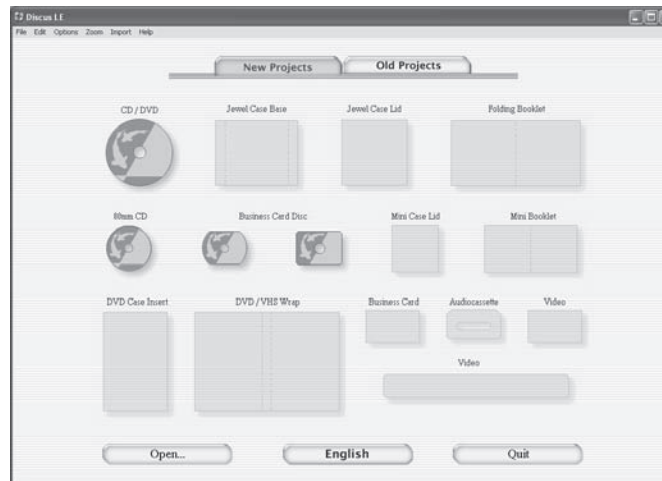 Discus LE
File Edit Options Zoom Import Help
New Projects Old Projects
CD / DVD Jewel Case Base Jewel Case Lid Folding Booklet
80mm CD Business Card Disc Mini Case Lid Mini Booklet
DVD Case Insert DVD / VHS Wrap Business Card Audiocassette Video
Video
Open... English Quit